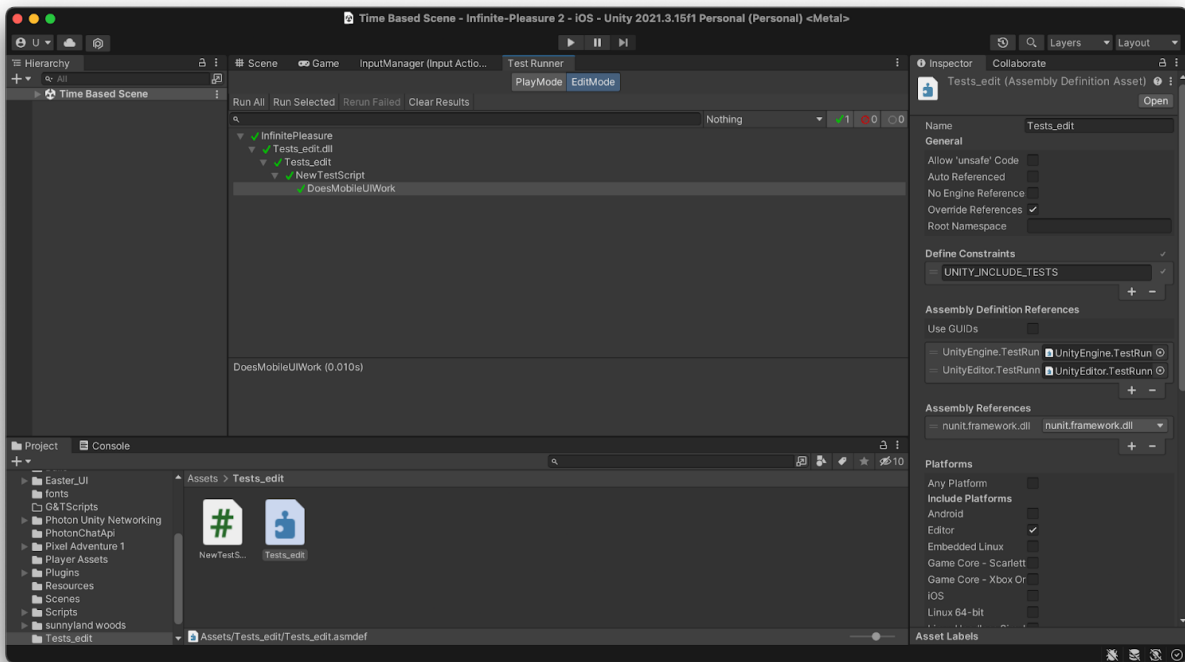 Time Based Scene - Infinite-Pleasure 2 - iOS - Unity 2021.3.15f1 Personal (Personal) <Metal>
U
Layers
Layout
Hierarchy
All
Time Based Scene
Scene
Game
InputManager (Input Actio...
Test Runner
PlayMode
EditMode
Run All
Run Selected
Rerun Failed
Clear Results
Nothing
1
0
0
InfinitePleasure
Tests_edit.dll
Tests_edit
NewTestScript
DoesMobileUIWork
DoesMobileUIWork (0.010s)
Project
Console
10
Easter_UI
fonts
G&TScripts
Photon Unity Networking
PhotonChatApi
Pixel Adventure 1
Player Assets
Plugins
Resources
Scenes
Scripts
sunnyland woods
Tests_edit
Assets > Tests_edit
#
NewTestS...
Tests_edit
Assets/Tests_edit/Tests_edit.asmdef
Inspector
Collaborate
Tests_edit (Assembly Definition Asset)
Open
Name
Tests_edit
General
Allow 'unsafe' Code
Auto Referenced
No Engine Reference
Override References
Root Namespace
Define Constraints
UNITY_INCLUDE_TESTS
Assembly Definition References
Use GUIDs
UnityEngine.TestRun
UnityEngine.TestRun
UnityEditor.TestRunn
UnityEditor.TestRunn
Assembly References
nunit.framework.dll
nunit.framework.dll
Platforms
Any Platform
Include Platforms
Android
Editor
Embedded Linux
Game Core - Scarlett
Game Core - Xbox Or
iOS
Linux 64-bit
Asset Labels